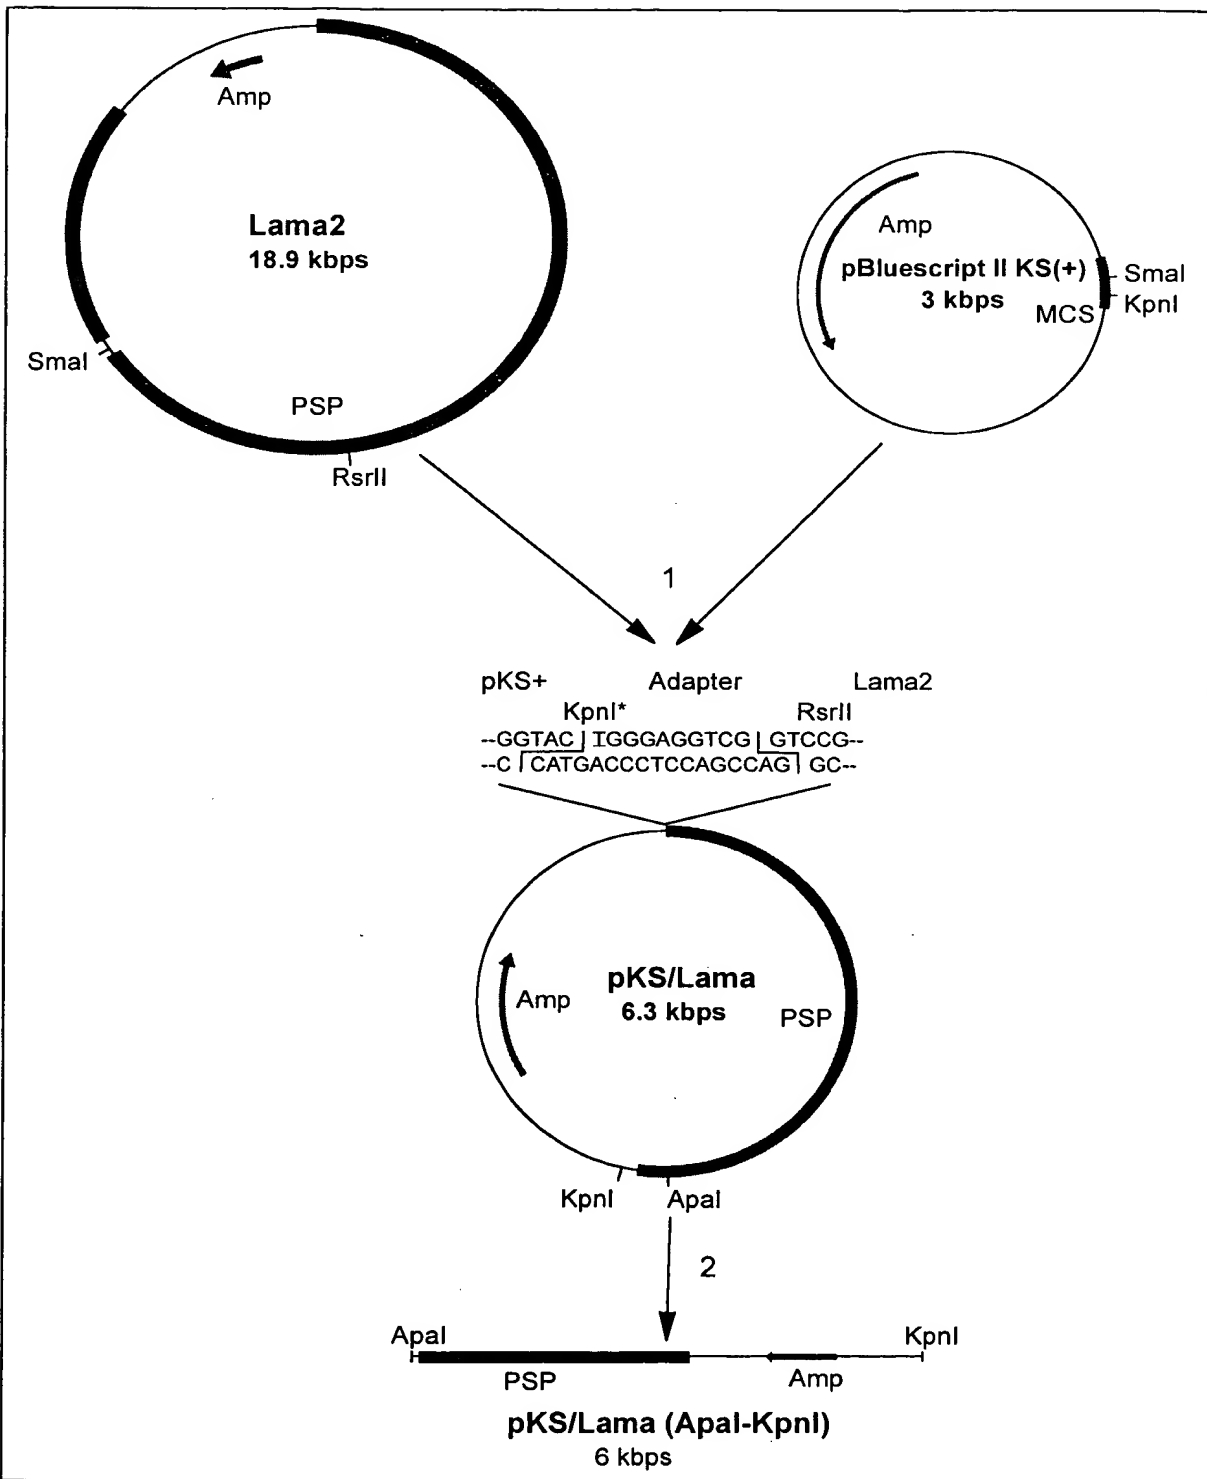 Amp
Lama2
18.9 kbps
SmaI
PSP
RsrII
Amp
pBluescript II KS(+)
3 kbps
SmaI
KpnI
MCS
1
pKS+ Adapter Lama2
KpnI* RsrII
--GGTAC IGGGAGGTCG GTCCG--
--C CATGACCCTCCAGCCAG GC--
Amp
pKS/Lama
6.3 kbps
PSP
KpnI
ApaI
2
ApaI
KpnI
PSP
Amp
pKS/Lama (ApaI-KpnI)
6 kbps